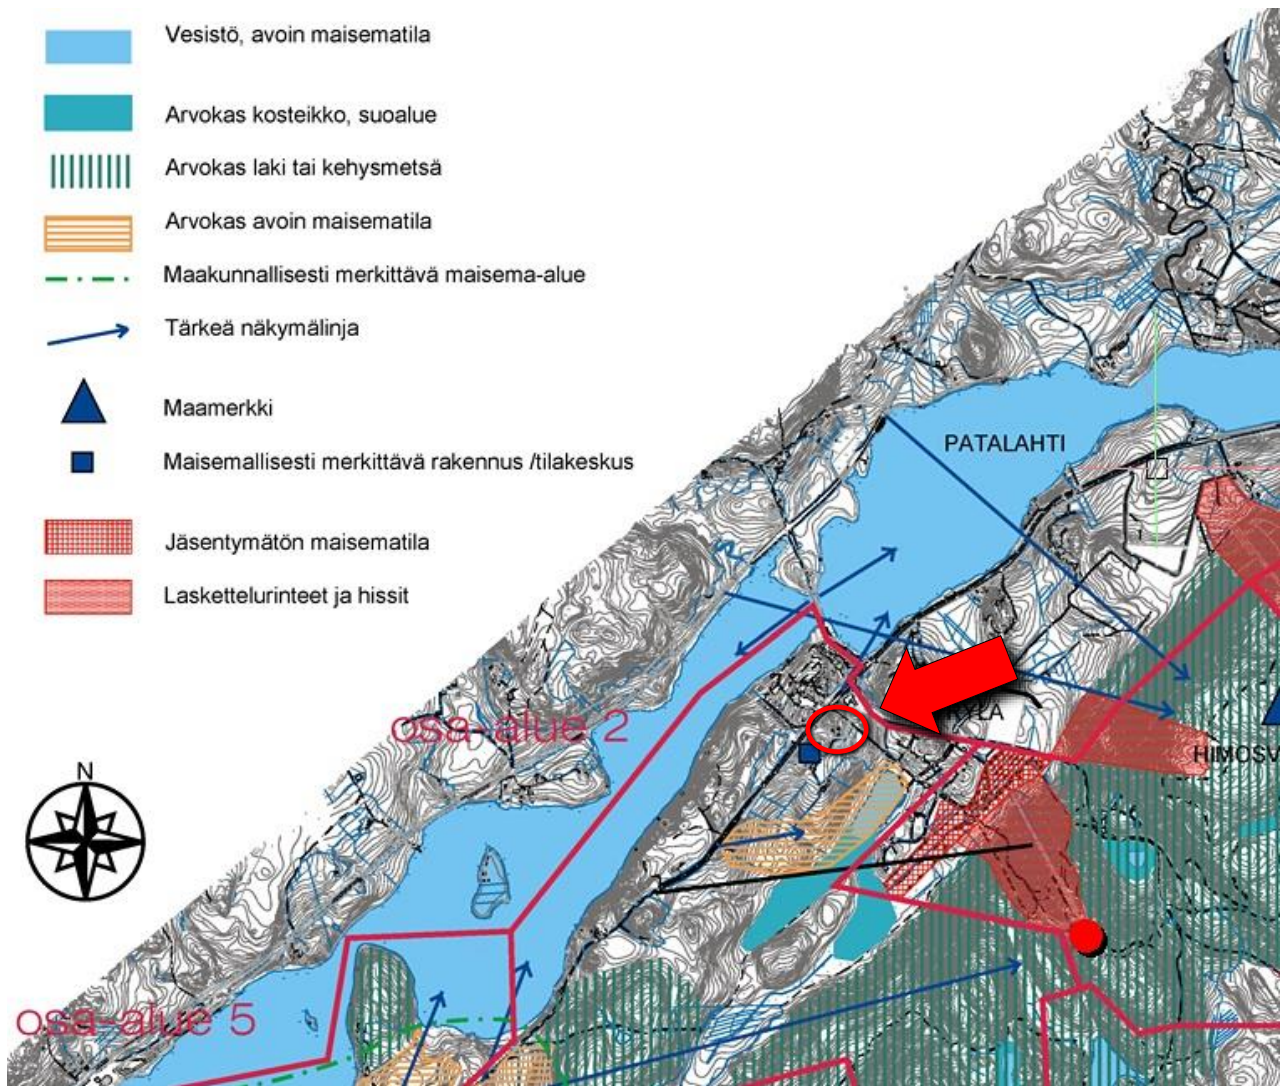 Vesistö, avoin maisematila
Arvokas kosteikko, suoalue
Arvokas laki tai kehysmetsä
Arvokas avoin maisematila
Maakunnallisesti merkittävä maisema-alue
Tärkeä näkymälinja
Maamerkki
Maisemallisesti merkittävä rakennus /tilakeskus
Jäsentymätön maisematila
Laskettelurinteet ja hissit
PATALAHTI
osa-alue 2
HIMOSV
N
osa-alue 5